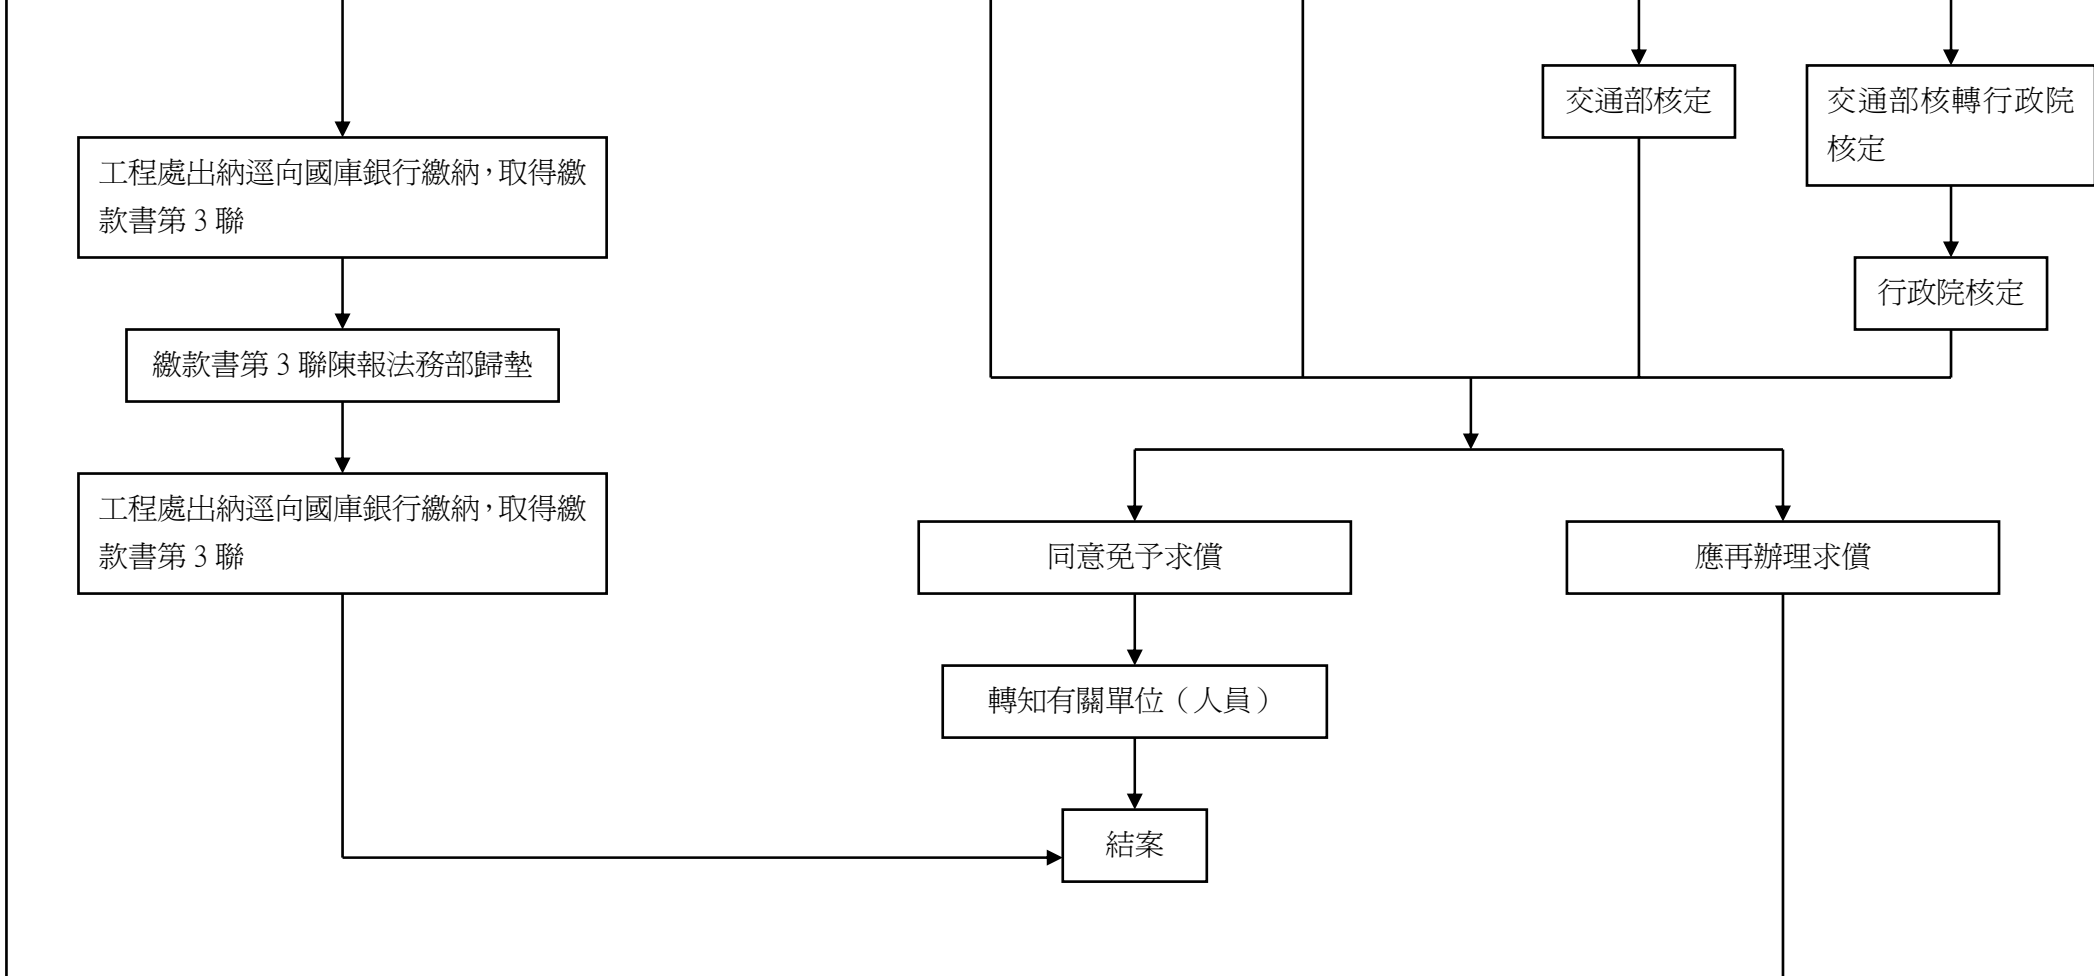 交通部核定
交通部核轉行政院
核定
工程處出納逕向國庫銀行繳納，取得繳
款書第 3 聯
行政院核定
繳款書第 3 聯陳報法務部歸墊
工程處出納逕向國庫銀行繳納，取得繳
款書第 3 聯
同意免予求償
應再辦理求償
轉知有關單位（人員）
結案